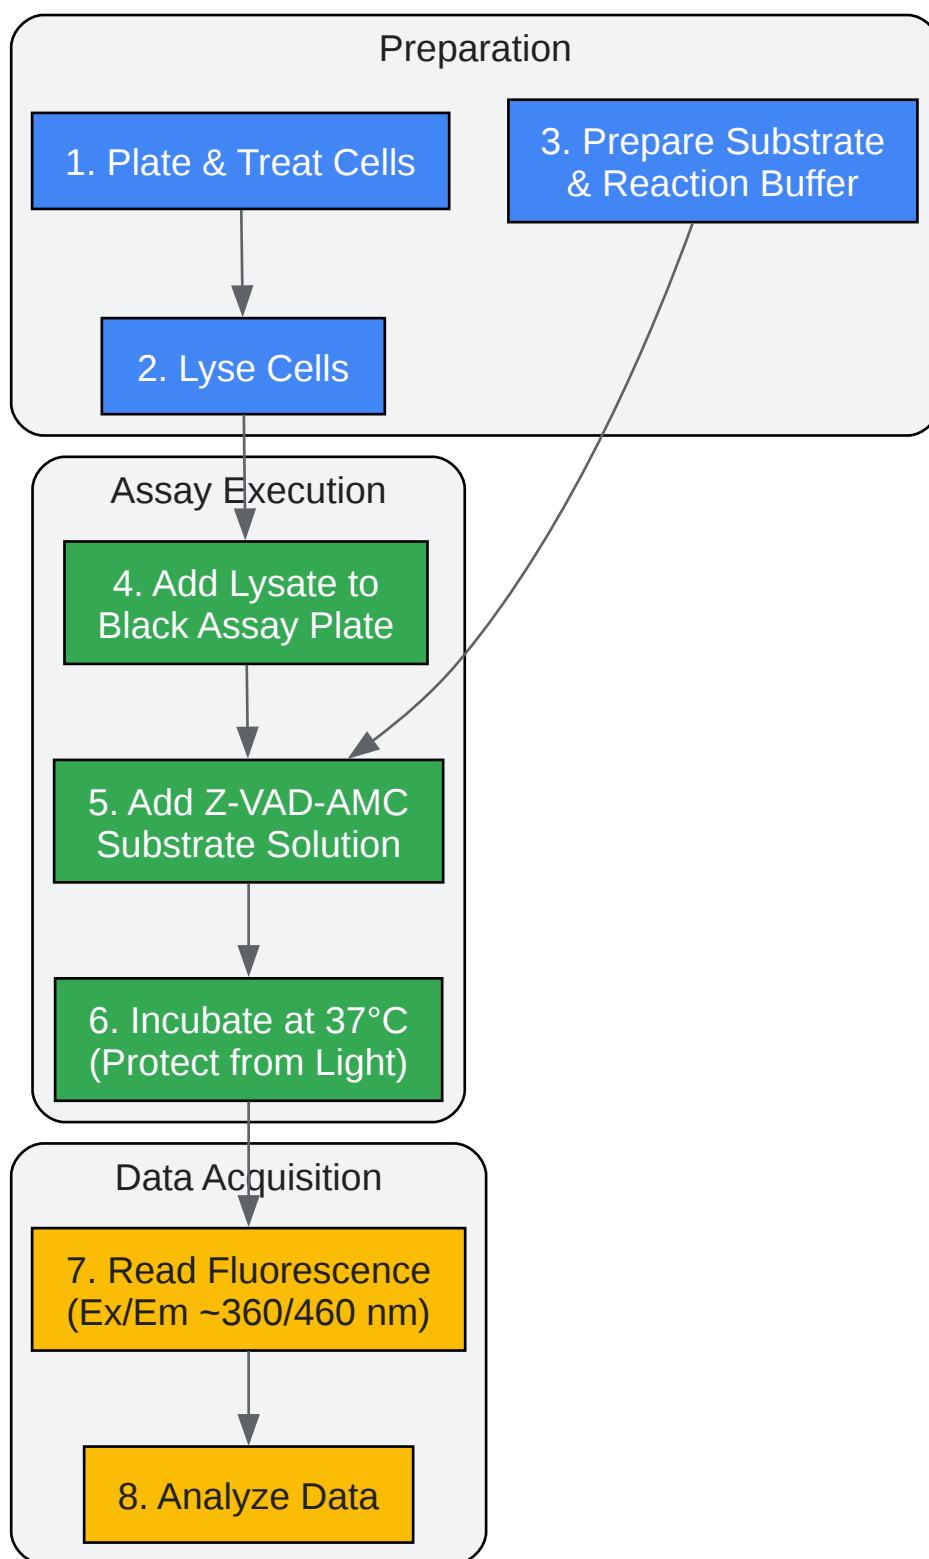 Preparation
1. Plate & Treat Cells
3. Prepare Substrate
& Reaction Buffer
2. Lyse Cells
Assay Execution
4. Add Lysate to
Black Assay Plate
5. Add Z-VAD-AMC
Substrate Solution
6. Incubate at 37°C
(Protect from Light)
Data Acquisition
7. Read Fluorescence
(Ex/Em ~360/460 nm)
8. Analyze Data